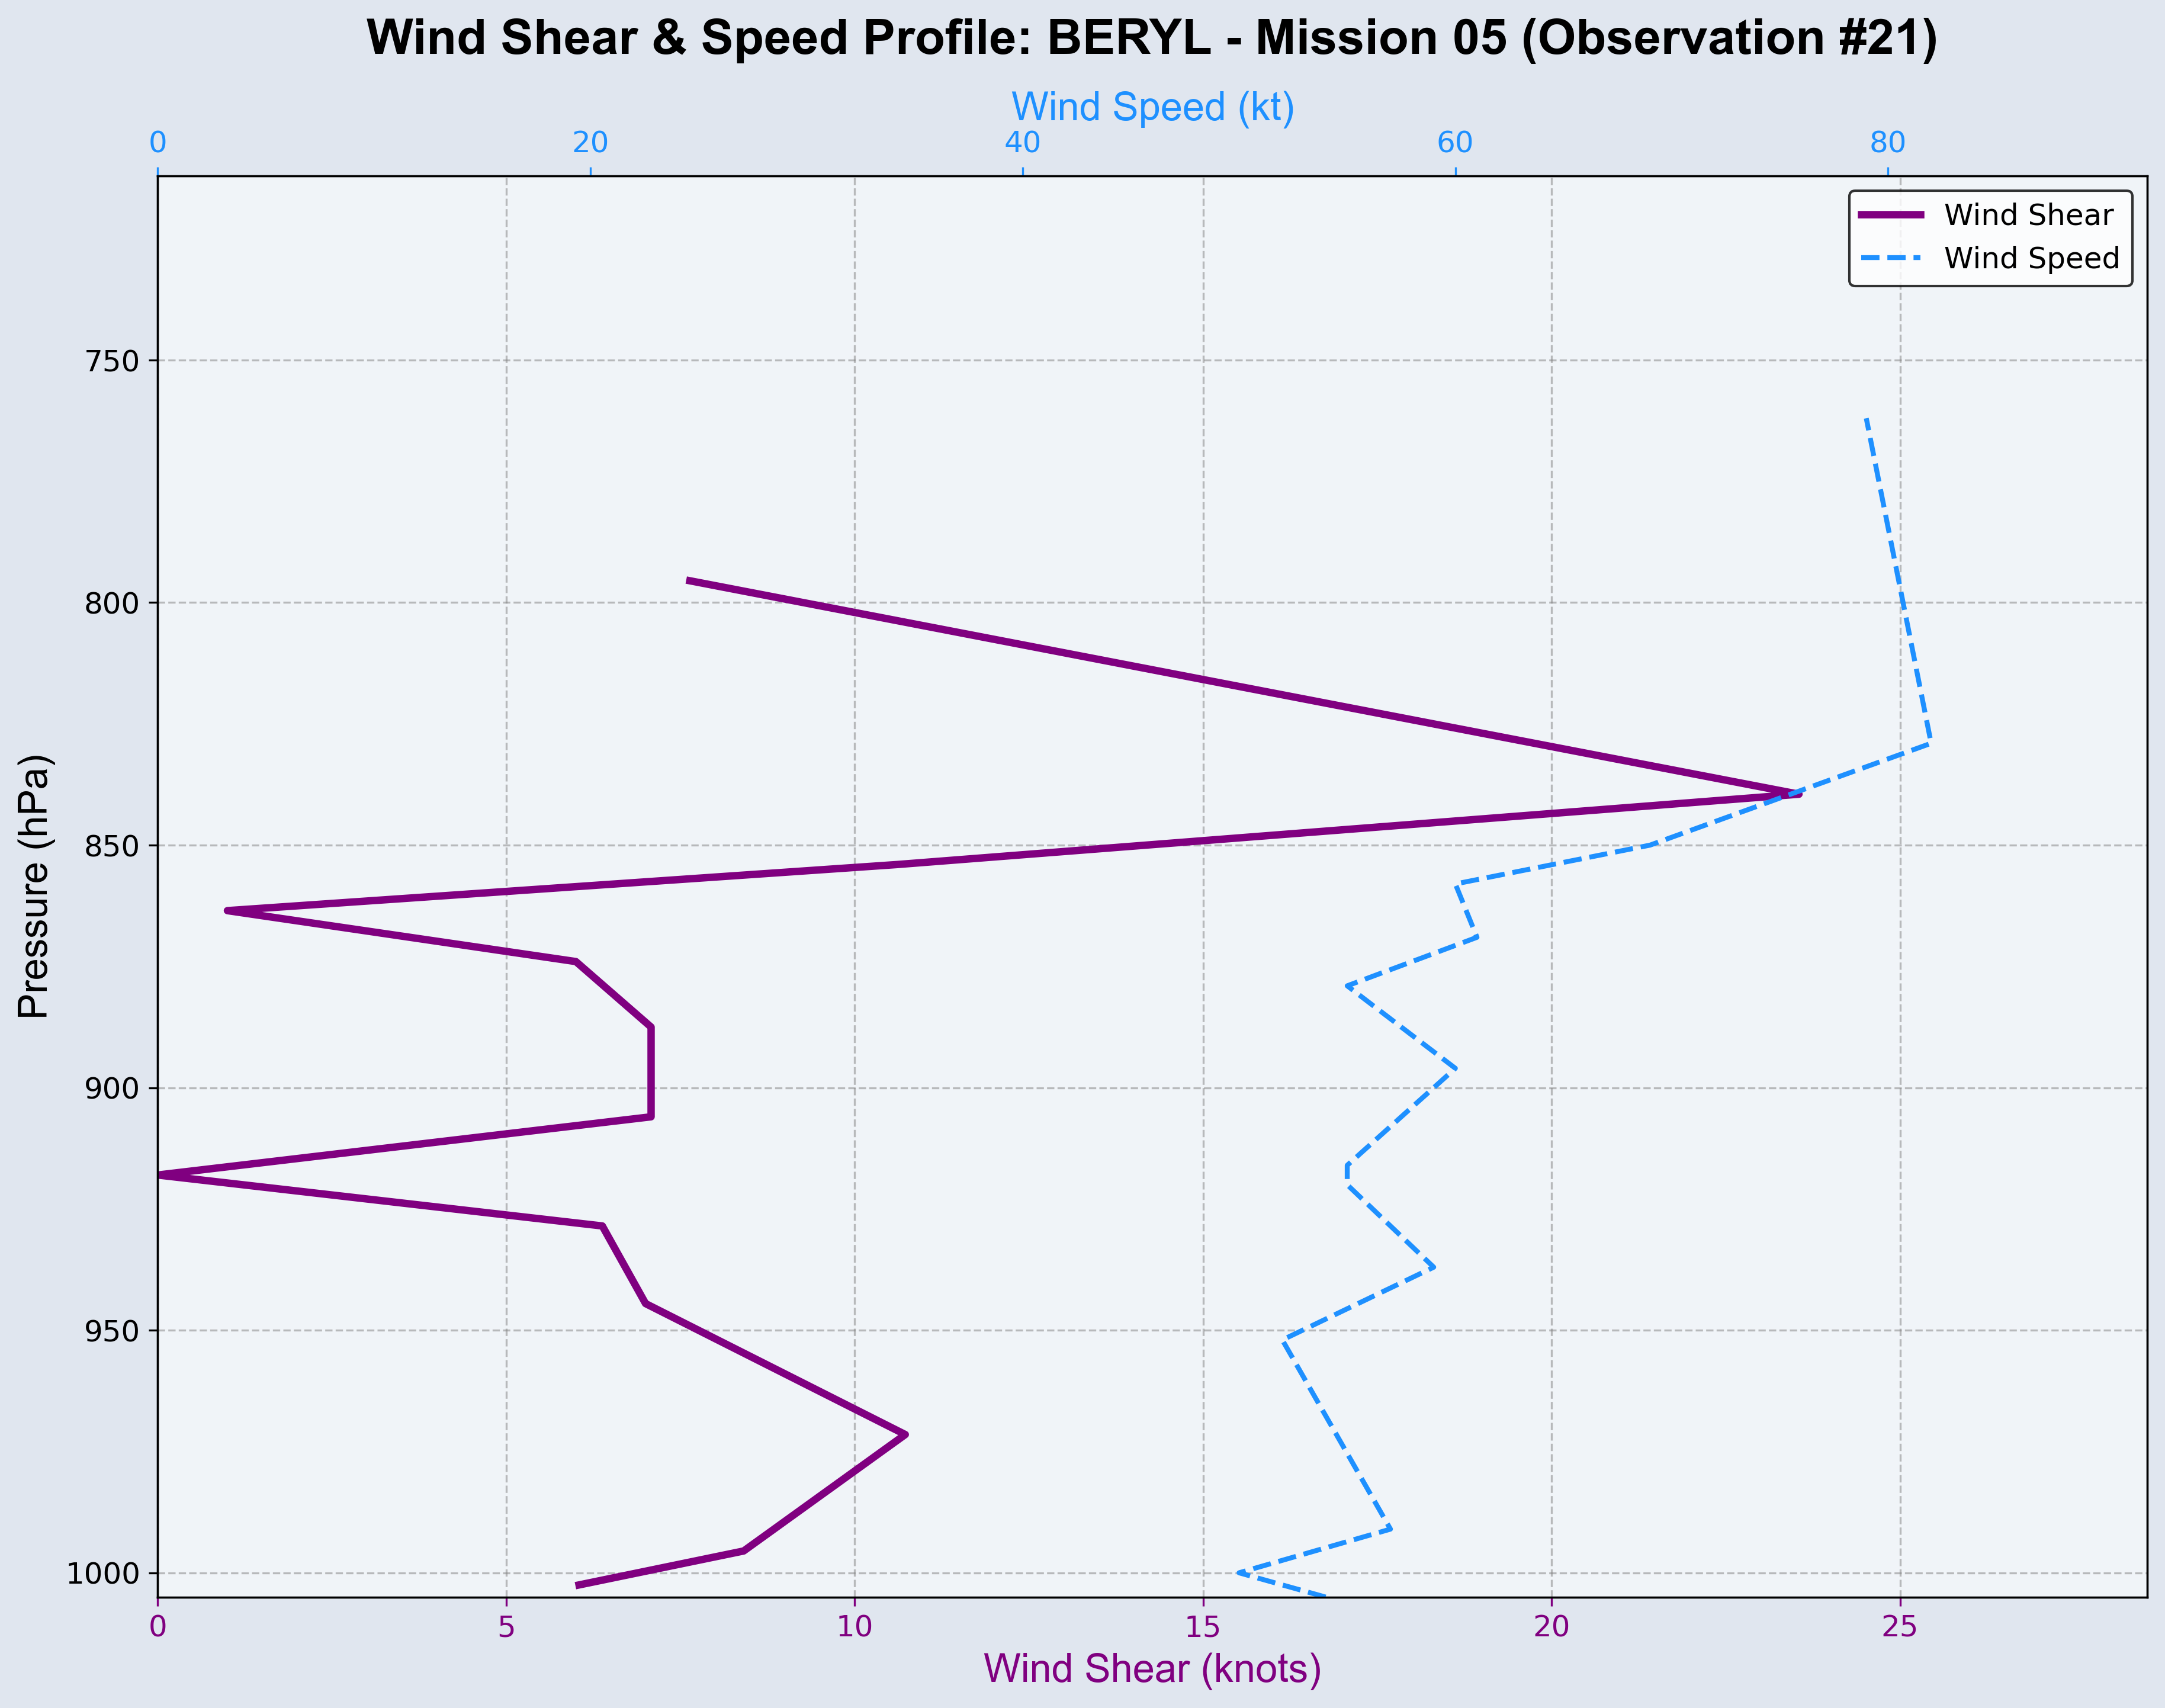 Wind Shear & Speed Profile: BERYL - Mission 05 (Observation #21)
Wind Speed (kt)
0 20 40 60 80
Wind Shear
Wind Speed
750
800
850
900
950
1000
Pressure (hPa)
0 5 10 15 20 25
Wind Shear (knots)